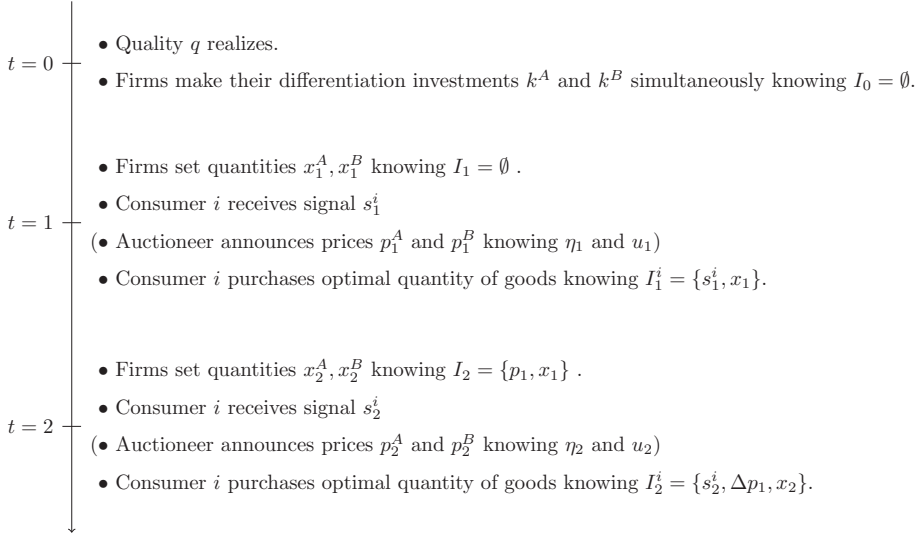 • Quality q realizes.
t = 0
• Firms make their differentiation investments k^A and k^B simultaneously knowing I_0 = ∅.
• Firms set quantities x_1^A, x_1^B knowing I_1 = ∅ .
• Consumer i receives signal s_1^i
t = 1
(• Auctioneer announces prices p_1^A and p_1^B knowing η_1 and u_1)
• Consumer i purchases optimal quantity of goods knowing I_1^i = {s_1^i, x_1}.
• Firms set quantities x_2^A, x_2^B knowing I_2 = {p_1, x_1} .
• Consumer i receives signal s_2^i
t = 2
(• Auctioneer announces prices p_2^A and p_2^B knowing η_2 and u_2)
• Consumer i purchases optimal quantity of goods knowing I_2^i = {s_2^i, Δp_1, x_2}.